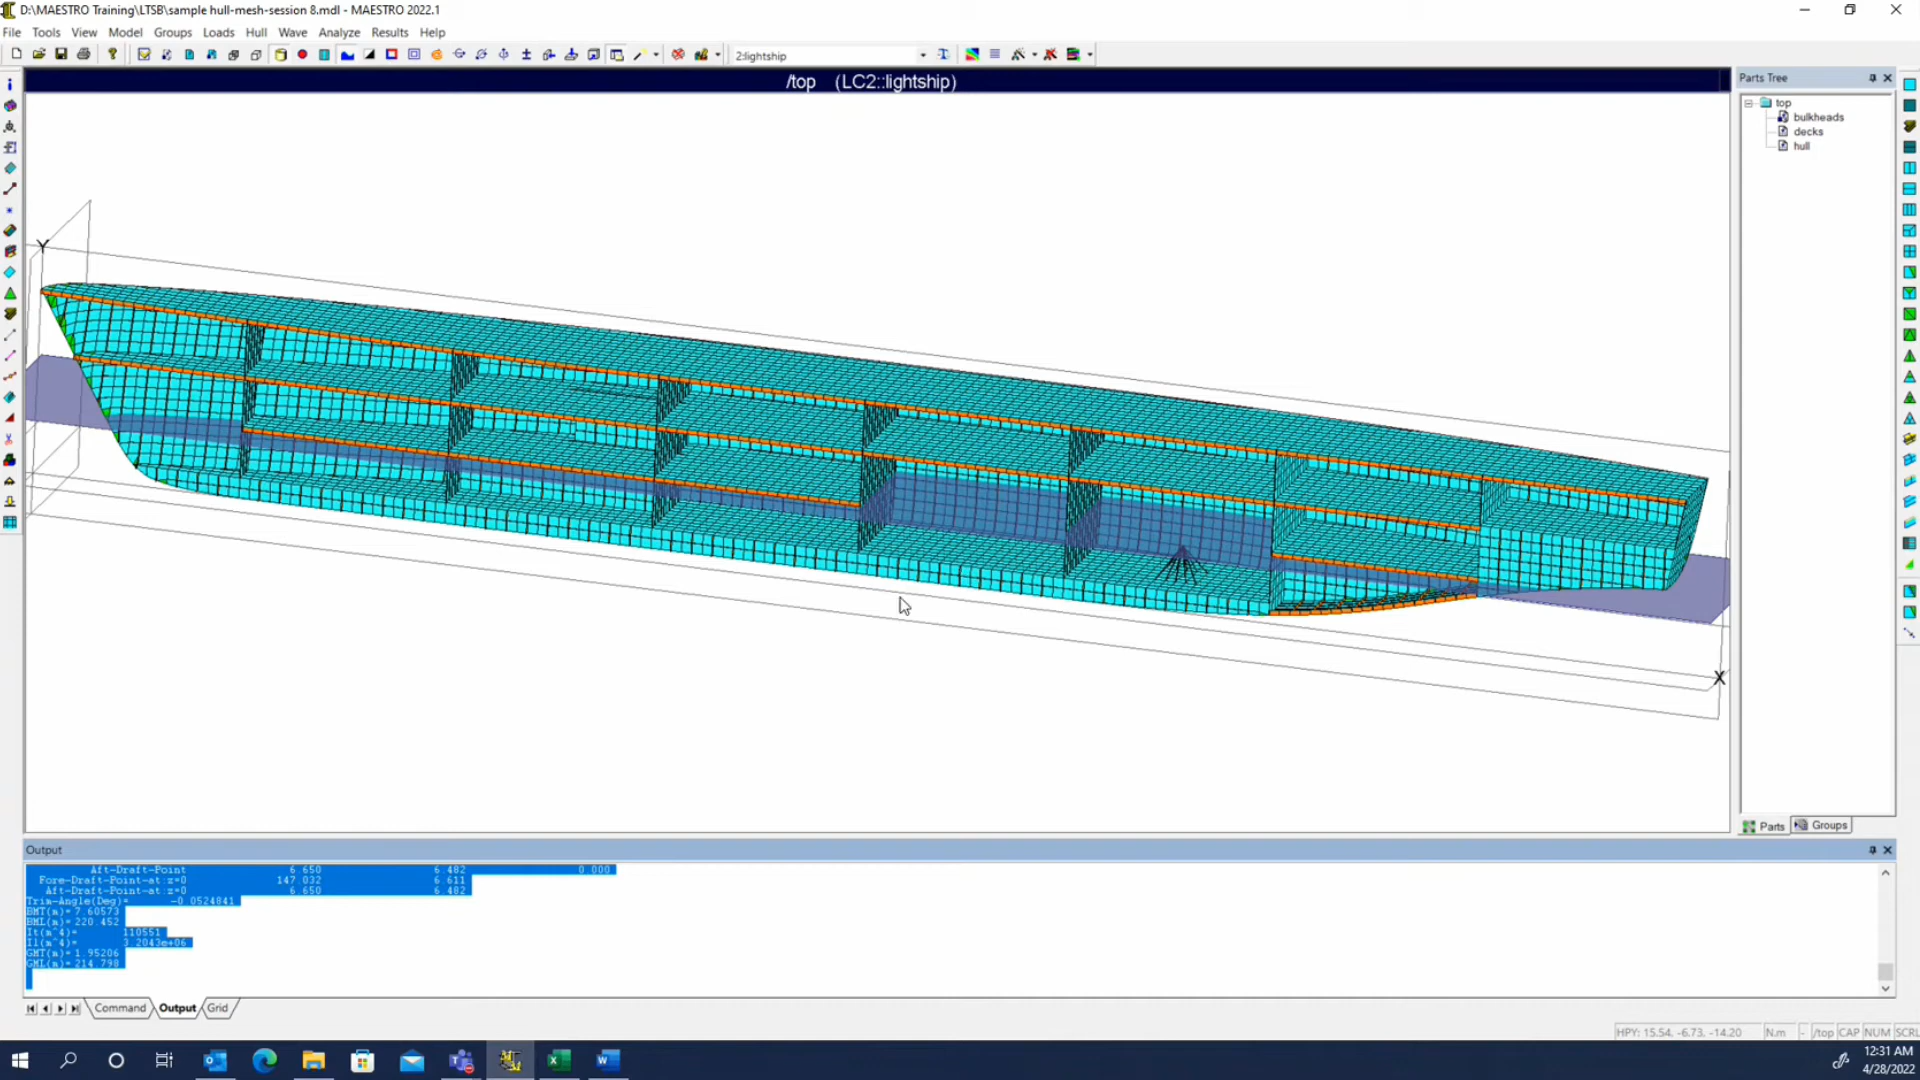 D:\MAESTRO Training\LTSB\sample hull-mesh-session 8.mdl - MAESTRO 2022.1
File Tools View Model Groups Loads Hull Wave Analyze Results Help
2:lightship
/top (LC2::lightship)
Parts Tree
top
bulkheads
decks
hull
Y
X
Parts Groups
Output
Aft-Draft-Point 6.650 6.482 0.000
Fore-Draft-Point-at:z=0 147.032 6.611
Aft-Draft-Point-at:z=0 6.650 6.482
Trim-Angle(Deg)= -0.0524841
BMT(m)= 7.60573
BML(m)= 220.452
It(m^4)= 110551
Il(m^4)= 3.2043e+06
GMT(m)= 1.95206
GML(m)= 214.798
Command Output Grid
HPY: 15.54, -6.73, -14.20 N.m - /top CAP NUM SCRL
12:31 AM
4/28/2022